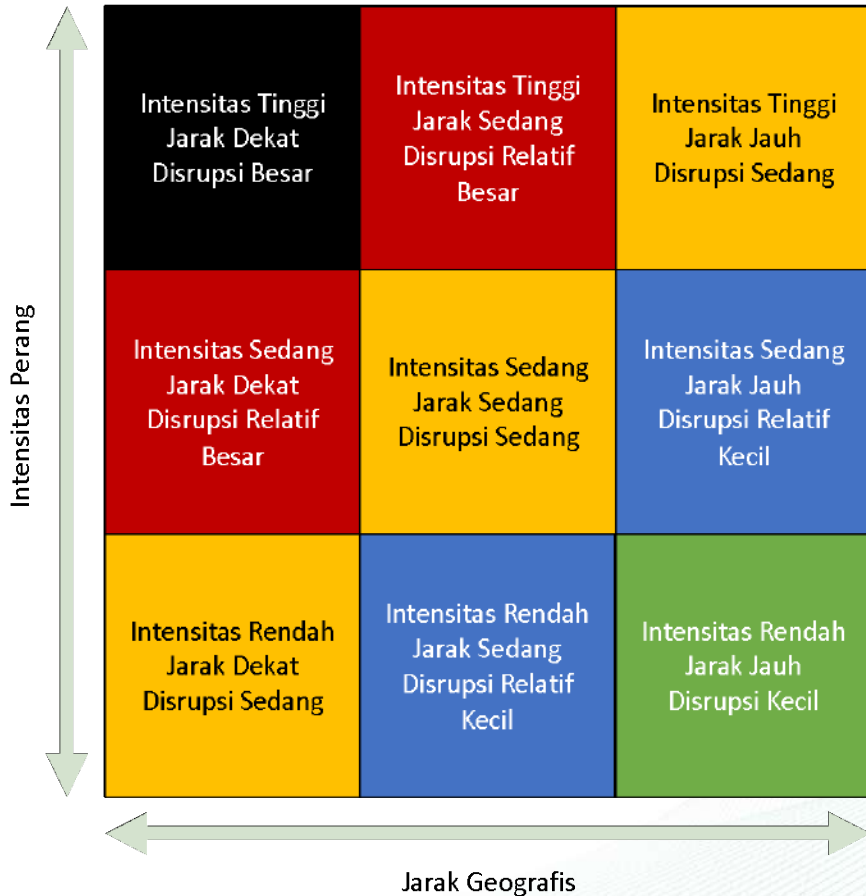 Intensitas Perang
Intensitas Tinggi
Jarak Dekat
Disrupsi Besar
Intensitas Tinggi
Jarak Sedang
Disrupsi Relatif
Besar
Intensitas Tinggi
Jarak Jauh
Disrupsi Sedang
Intensitas Sedang
Jarak Dekat
Disrupsi Relatif
Besar
Intensitas Sedang
Jarak Sedang
Disrupsi Sedang
Intensitas Sedang
Jarak Jauh
Disrupsi Relatif
Kecil
Intensitas Rendah
Jarak Dekat
Disrupsi Sedang
Intensitas Rendah
Jarak Sedang
Disrupsi Relatif
Kecil
Intensitas Rendah
Jarak Jauh
Disrupsi Kecil
Jarak Geografis